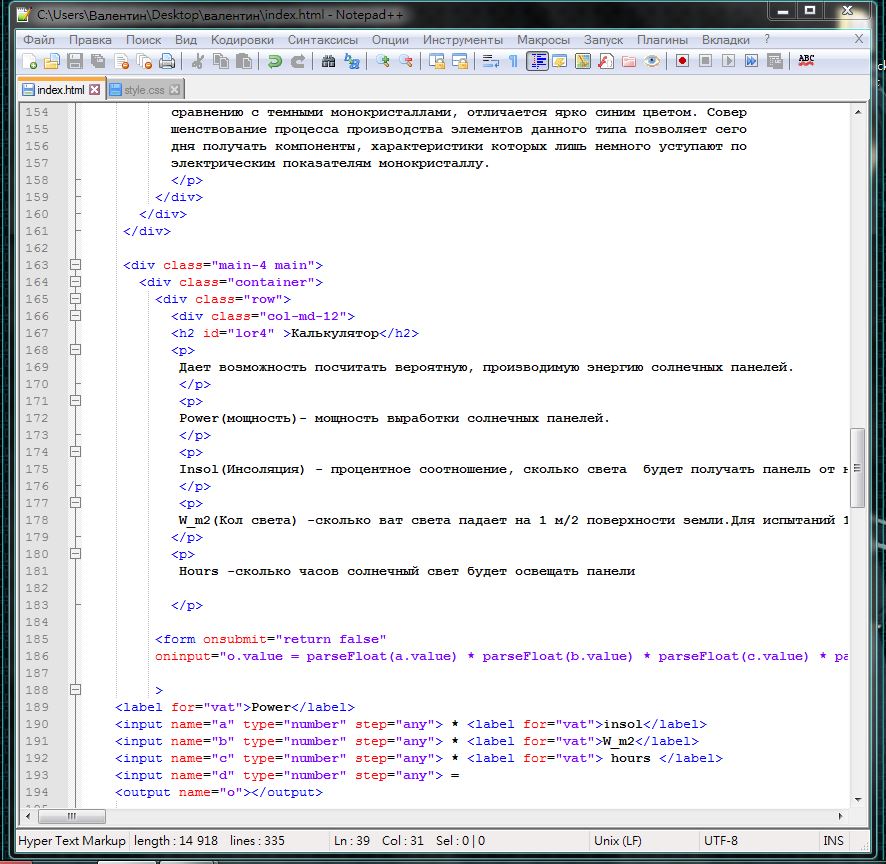 C:\Users\Валентин\Desktop\валентин\index.html - Notepad++
Файл Правка Поиск Вид Кодировки Синтаксисы Опции Инструменты Макросы Запуск Плагины Вкладки ? X
ABC
index.html style.css
154 сравнению с темными монокристаллами, отличается ярко синим цветом. Совер
155 шенствование процесса производства элементов данного типа позволяет сего
156 дня получать компоненты, характеристики которых лишь немного уступают по
157 электрическим показателям монокристаллу.
158 </p>
159 </div>
160 </div>
161 </div>
162
163 <div class="main-4 main">
164 <div class="container">
165 <div class="row">
166 <div class="col-md-12">
167 <h2 id="lor4" >Калькулятор</h2>
168 <p>
169 Дает возможность посчитать вероятную, производимую энергию солнечных панелей.
170 </p>
171 <p>
172 Power(мощность)- мощность выработки солнечных панелей.
173 </p>
174 <p>
175 Insol(Инсоляция) - процентное соотношение, сколько света будет получать панель от
176 </p>
177 <p>
178 W_m2(Кол света) -сколько ват света падает на 1 м/2 поверхности земли.Для испытаний 1
179 </p>
180 <p>
181 Hours -сколько часов солнечный свет будет освещать панели
182
183 </p>
184
185 <form onsubmit="return false"
186 oninput="o.value = parseFloat(a.value) * parseFloat(b.value) * parseFloat(c.value) * pa
187
188 >
189 <label for="vat">Power</label>
190 <input name="a" type="number" step="any"> * <label for="vat">insol</label>
191 <input name="b" type="number" step="any"> * <label for="vat">W_m2</label>
192 <input name="c" type="number" step="any"> * <label for="vat"> hours </label>
193 <input name="d" type="number" step="any"> =
194 <output name="o"></output>
Hyper Text Markup length : 14 918 lines : 335 Ln : 39 Col : 31 Sel : 0 | 0 Unix (LF) UTF-8 INS